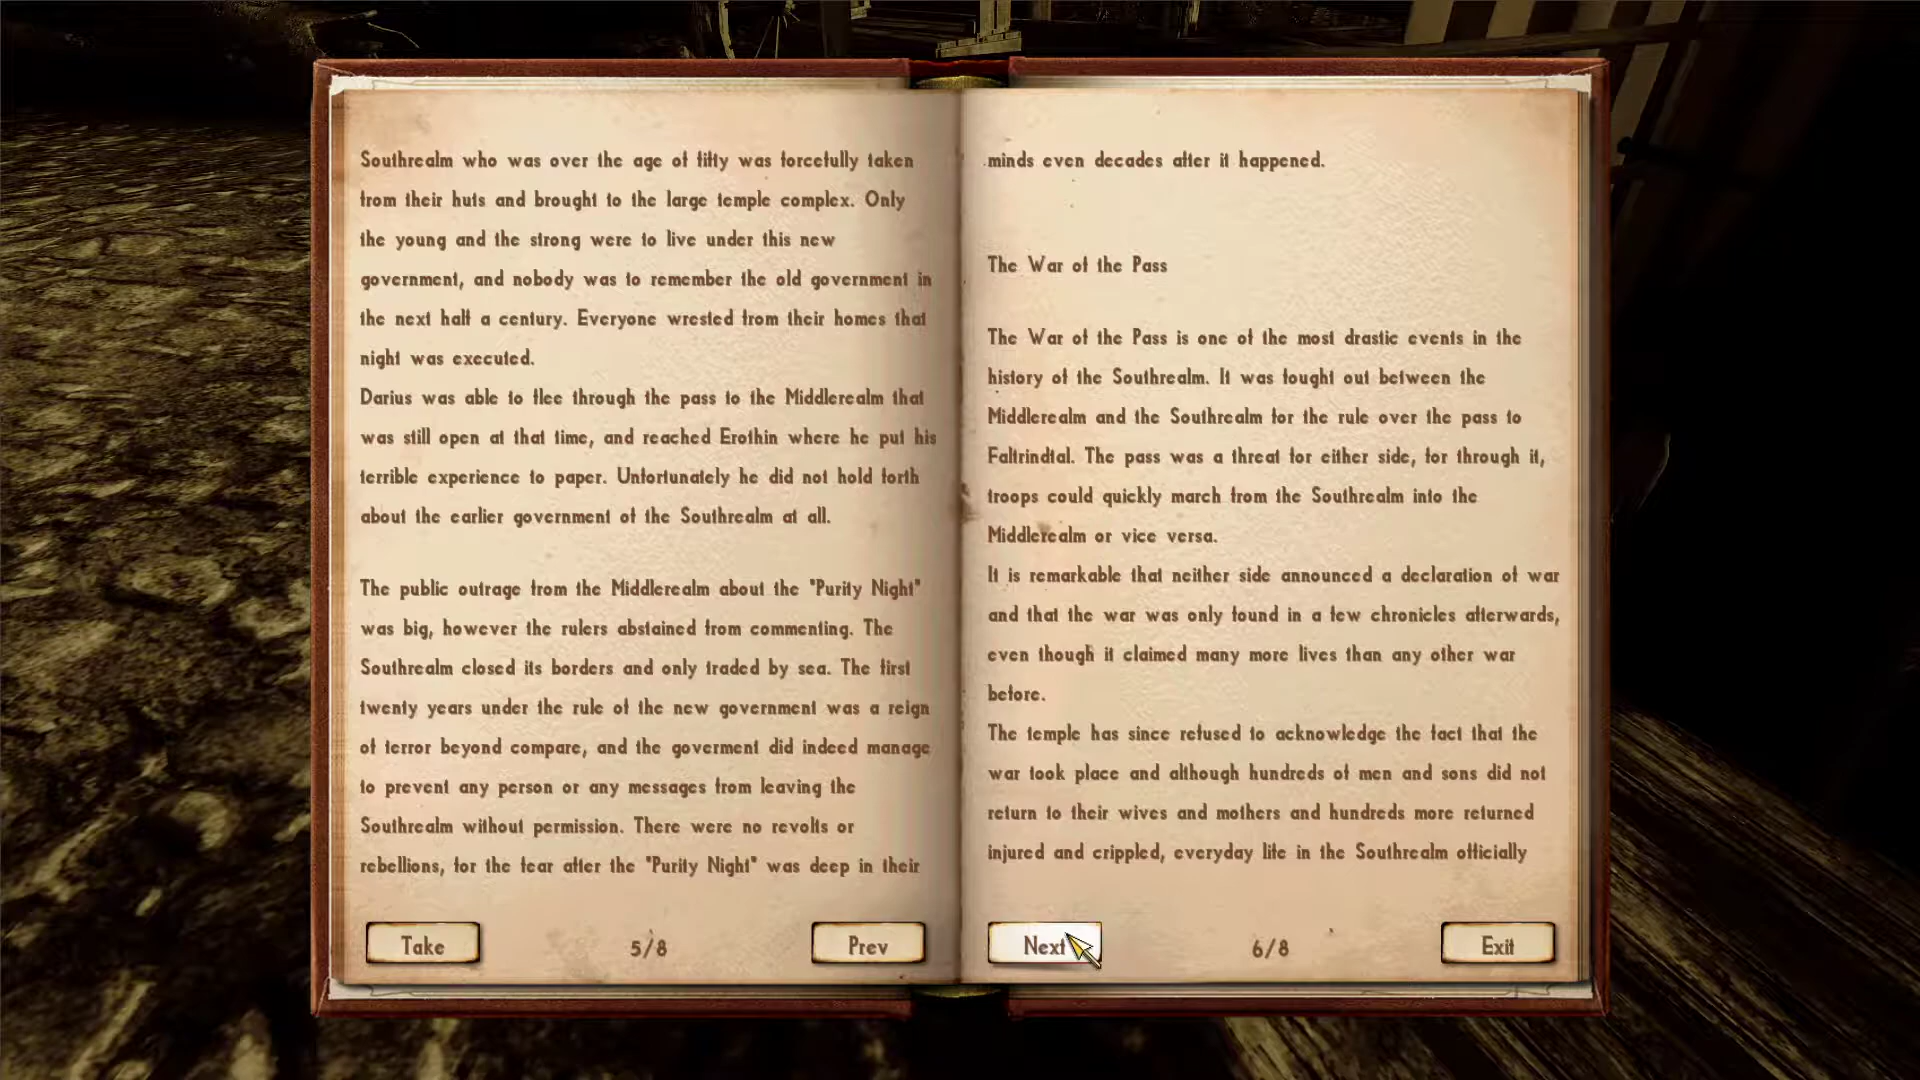 Southrealm who was over the age of fifty was forcefully taken
from their huts and brought to the large temple complex. Only
the young and the strong were to live under this new
government, and nobody was to remember the old government in
the next half a century. Everyone wrested from their homes that
night was executed.
Darius was able to flee through the pass to the Middlerealm that
was still open at that time, and reached Erothin where he put his
terrible experience to paper. Unfortunately he did not hold forth
about the earlier government of the Southrealm at all.
The public outrage from the Middlerealm about the "Purity Night"
was big, however the rulers abstained from commenting. The
Southrealm closed its borders and only traded by sea. The first
twenty years under the rule of the new government was a reign
of terror beyond compare, and the goverment did indeed manage
to prevent any person or any messages from leaving the
Southrealm without permission. There were no revolts or
rebellions, for the fear after the "Purity Night" was deep in their
Take
5/8
Prev
minds even decades after it happened.
The War of the Pass
The War of the Pass is one of the most drastic events in the
history of the Southrealm. It was fought out between the
Middlerealm and the Southrealm for the rule over the pass to
Faltrindtal. The pass was a threat for either side, for through it,
troops could quickly march from the Southrealm into the
Middlerealm or vice versa.
It is remarkable that neither side announced a declaration of war
and that the war was only found in a few chronicles afterwards,
even though it claimed many more lives than any other war
before.
The temple has since refused to acknowledge the fact that the
war took place and although hundreds of men and sons did not
return to their wives and mothers and hundreds more returned
injured and crippled, everyday life in the Southrealm officially
Next
6/8
Exit